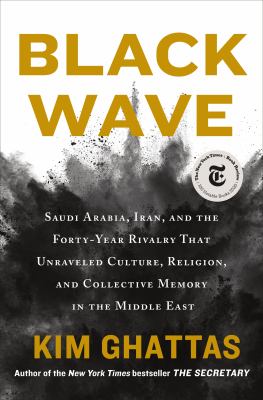 BLACK
WAVE
Saudi Arabia, Iran, and the
Forty-Year Rivalry That
Unraveled Culture, Religion,
and Collective Memory
in the Middle East
KIM GHATTAS
Author of the New York Times bestseller THE SECRETARY